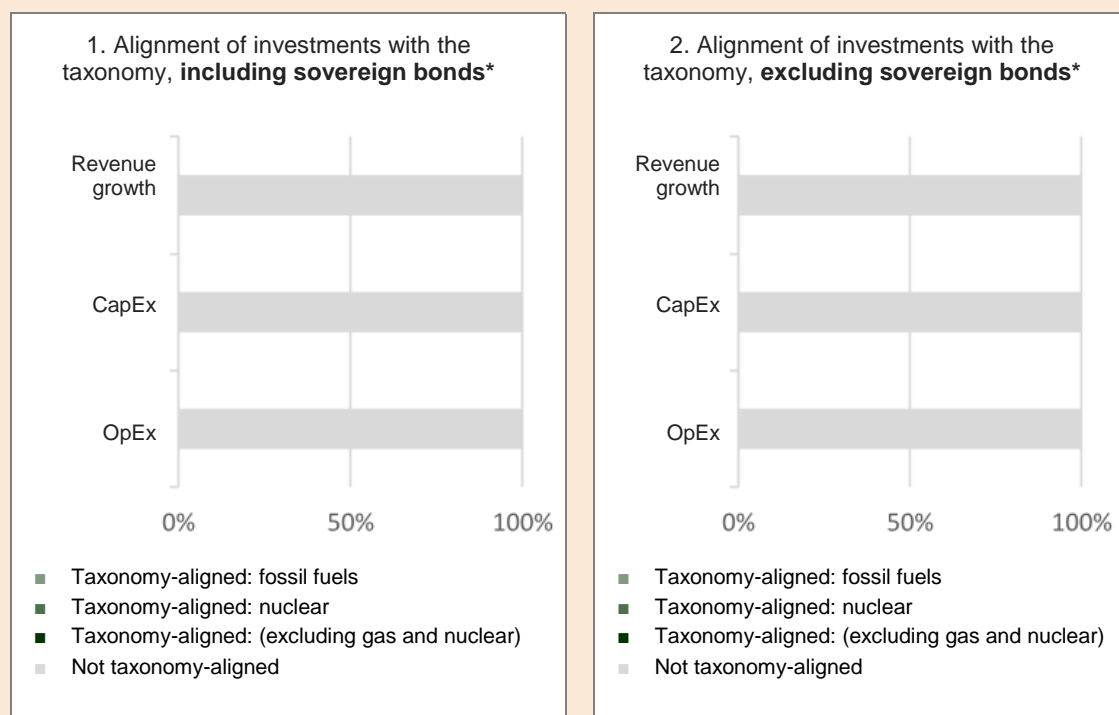 1. Alignment of investments with the
taxonomy, including sovereign bonds*
Revenue
growth
CapEx
OpEx
0% 50% 100%
Taxonomy-aligned: fossil fuels
Taxonomy-aligned: nuclear
Taxonomy-aligned: (excluding gas and nuclear)
Not taxonomy-aligned
2. Alignment of investments with the
taxonomy, excluding sovereign bonds*
Revenue
growth
CapEx
OpEx
0% 50% 100%
Taxonomy-aligned: fossil fuels
Taxonomy-aligned: nuclear
Taxonomy-aligned: (excluding gas and nuclear)
Not taxonomy-aligned